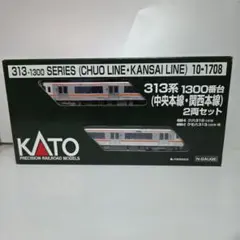 313-1300 SERIES (CHUO LINE・KANSAI LINE) 10-1708
313系 1300番台
(中央本線・関西本線)
2両セット
KATO
PRECISION RAILROAD MODELS